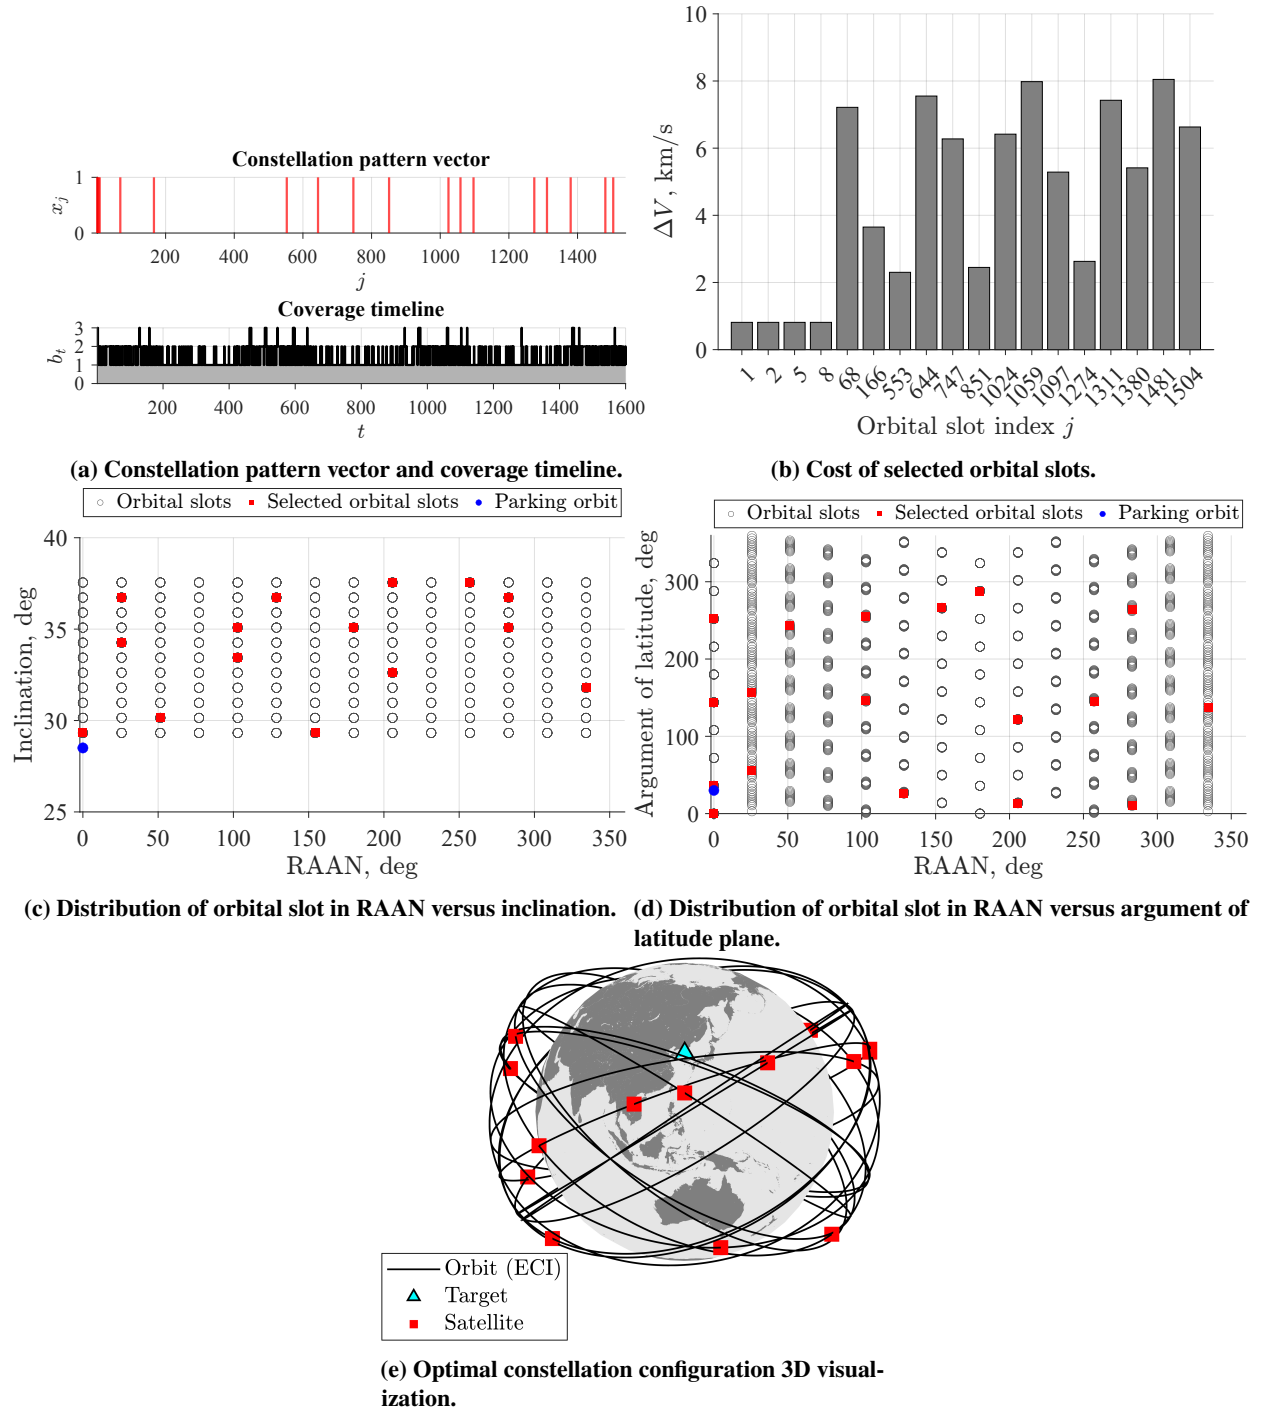 Constellation pattern vector
1
0
x_j
200 400 600 800 1000 1200 1400
j
Coverage timeline
3
2
1
0
b_t
200 400 600 800 1000 1200 1400 1600
t
(a) Constellation pattern vector and coverage timeline.
10
8
6
4
2
0
ΔV, km/s
1 2 5 8 68 166 553 644 747 851 1024 1059 1097 1274 1311 1380 1481 1504
Orbital slot index j
(b) Cost of selected orbital slots.
Orbital slots Selected orbital slots Parking orbit
40
35
30
25
Inclination, deg
0 50 100 150 200 250 300 350
RAAN, deg
(c) Distribution of orbital slot in RAAN versus inclination.
Orbital slots Selected orbital slots Parking orbit
300
200
100
0
Argument of latitude, deg
0 50 100 150 200 250 300 350
RAAN, deg
(d) Distribution of orbital slot in RAAN versus argument of
latitude plane.
Orbit (ECI)
Target
Satellite
(e) Optimal constellation configuration 3D visual-
ization.